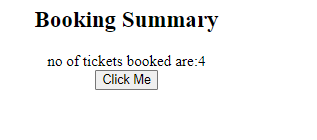 Booking Summary
no of tickets booked are:4
Click Me